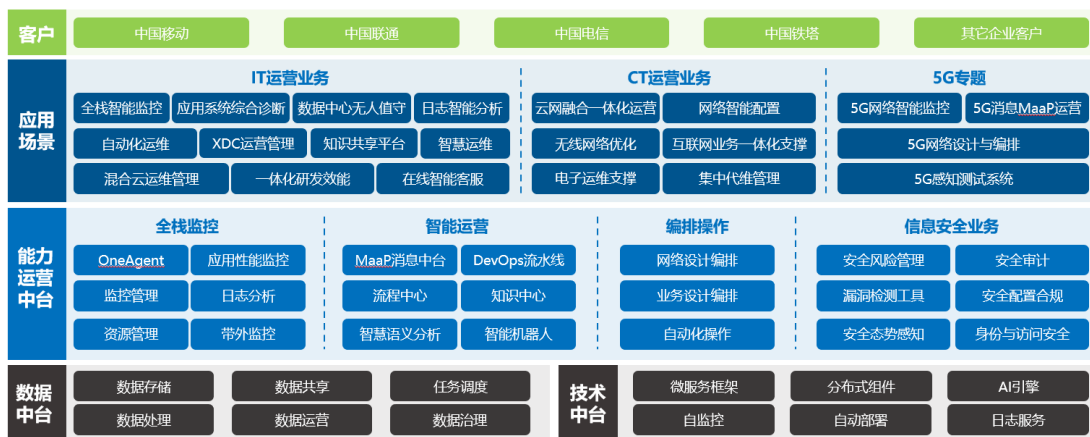 客户
中国移动 中国联通 中国电信 中国铁塔 其它企业客户
应用
场景
IT运营业务 CT运营业务 5G专题
全栈智能监控 应用系统综合诊断 数据中心无人值守 日志智能分析 云网融合一体化运营 网络智能配置 5G网络智能监控 5G消息MaaP运营
自动化运维 XDC运营管理 知识共享平台 智慧运维 无线网络优化 互联网业务一体化支撑 5G网络设计与编排
混合云运维管理 一体化研发效能 在线智能客服 电子运维支撑 集中代维管理 5G感知测试系统
能力
运营
中台
全栈监控 智能运营 编排操作 信息安全业务
OneAgent 应用性能监控 MaaP消息中台 DevOps流水线 网络设计编排 安全风险管理 安全审计
监控管理 日志分析 流程中心 知识中心 业务设计编排 漏洞检测工具 安全配置合规
资源管理 带外监控 智慧语义分析 智能机器人 自动化操作 安全态势感知 身份与访问安全
数据
中台
数据存储 数据共享 任务调度
数据处理 数据运营 数据治理
技术
中台
微服务框架 分布式组件 AI引擎
自监控 自动部署 日志服务